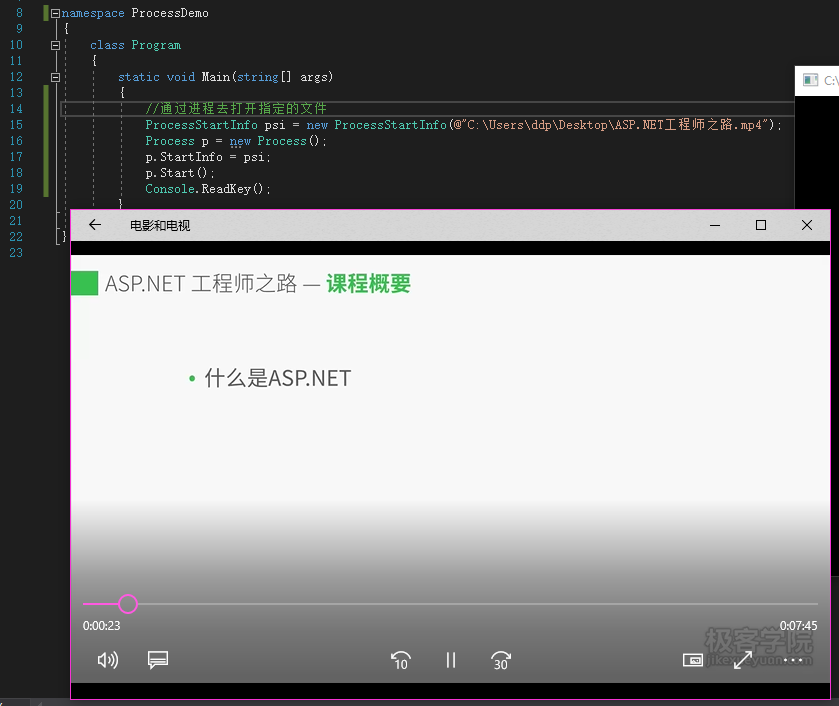 8 namespace ProcessDemo
9 {
10 class Program
11 {
12 static void Main(string[] args)
13 {
14 //通过进程去打开指定的文件
15 ProcessStartInfo psi = new ProcessStartInfo(@"C:\Users\ddp\Desktop\ASP.NET工程师之路.mp4");
16 Process p = new Process();
17 p.StartInfo = psi;
18 p.Start();
19 Console.ReadKey();
20 }
21
22 }
23
C:\
电影和电视
ASP.NET 工程师之路 — 课程概要
• 什么是ASP.NET
0:00:23 0:07:45
10 30
极客学院
jikexueyuan.com